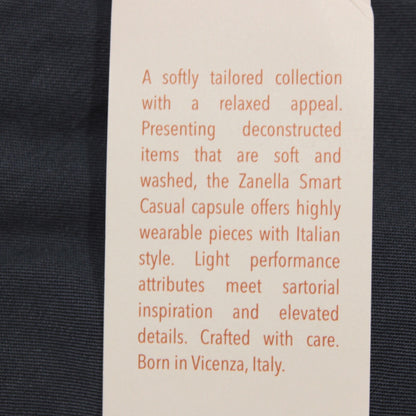 A softly tailored collection
with a relaxed appeal.
Presenting deconstructed
items that are soft and
washed, the Zanella Smart
Casual capsule offers highly
wearable pieces with Italian
style. Light performance
attributes meet sartorial
inspiration and elevated
details. Crafted with care.
Born in Vicenza, Italy.